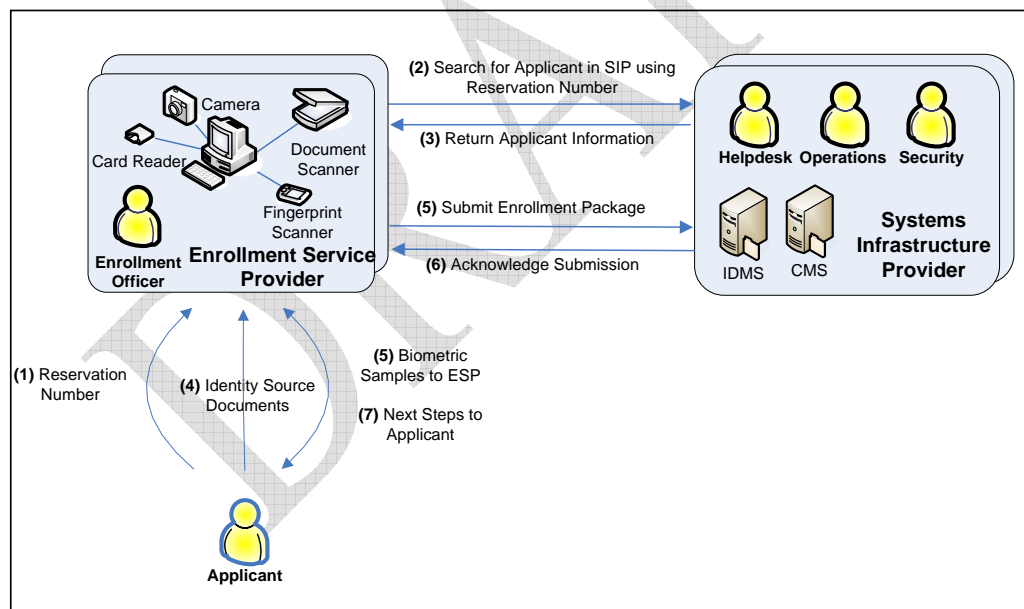 (2) Search for Applicant in SIP using
Reservation Number
(3) Return Applicant Information
(5) Submit Enrollment Package
(6) Acknowledge Submission
Camera
Card Reader
Document
Scanner
Fingerprint
Scanner
Enrollment
Officer
Enrollment Service
Provider
Helpdesk
Operations
Security
IDMS
CMS
Systems
Infrastructure
Provider
(1) Reservation
Number
(4) Identity Source
Documents
(5) Biometric
Samples to ESP
(7) Next Steps to
Applicant
Applicant
DRAFT